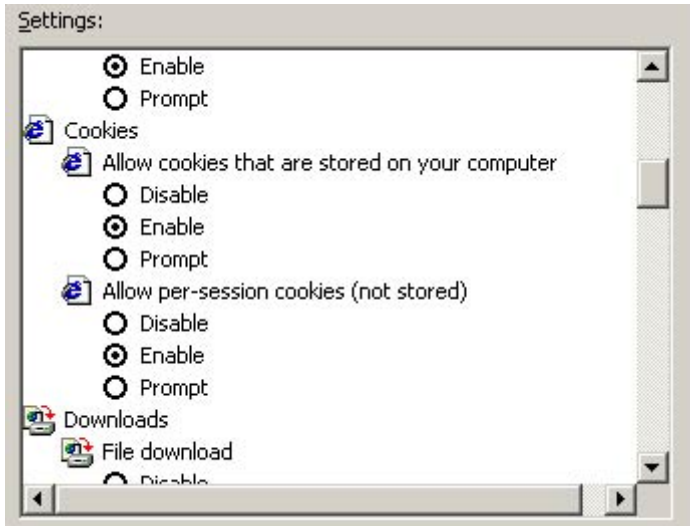 Settings:
Enable
Prompt
Cookies
Allow cookies that are stored on your computer
Disable
Enable
Prompt
Allow per-session cookies (not stored)
Disable
Enable
Prompt
Downloads
File download
Disable